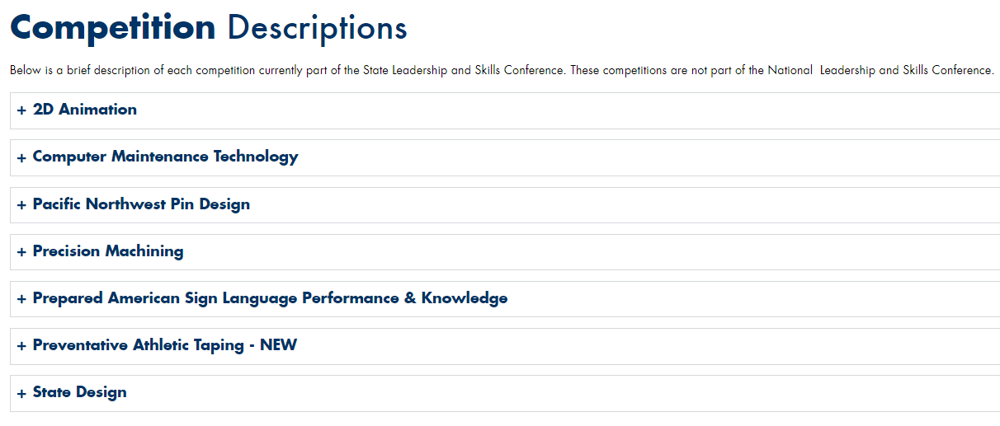 Competition Descriptions
Below is a brief description of each competition currently part of the State Leadership and Skills Conference. These competitions are not part of the National  Leadership and Skills Conference.
+ 2D Animation
+ Computer Maintenance Technology
+ Pacific Northwest Pin Design
+ Precision Machining
+ Prepared American Sign Language Performance & Knowledge
+ Preventative Athletic Taping - NEW
+ State Design